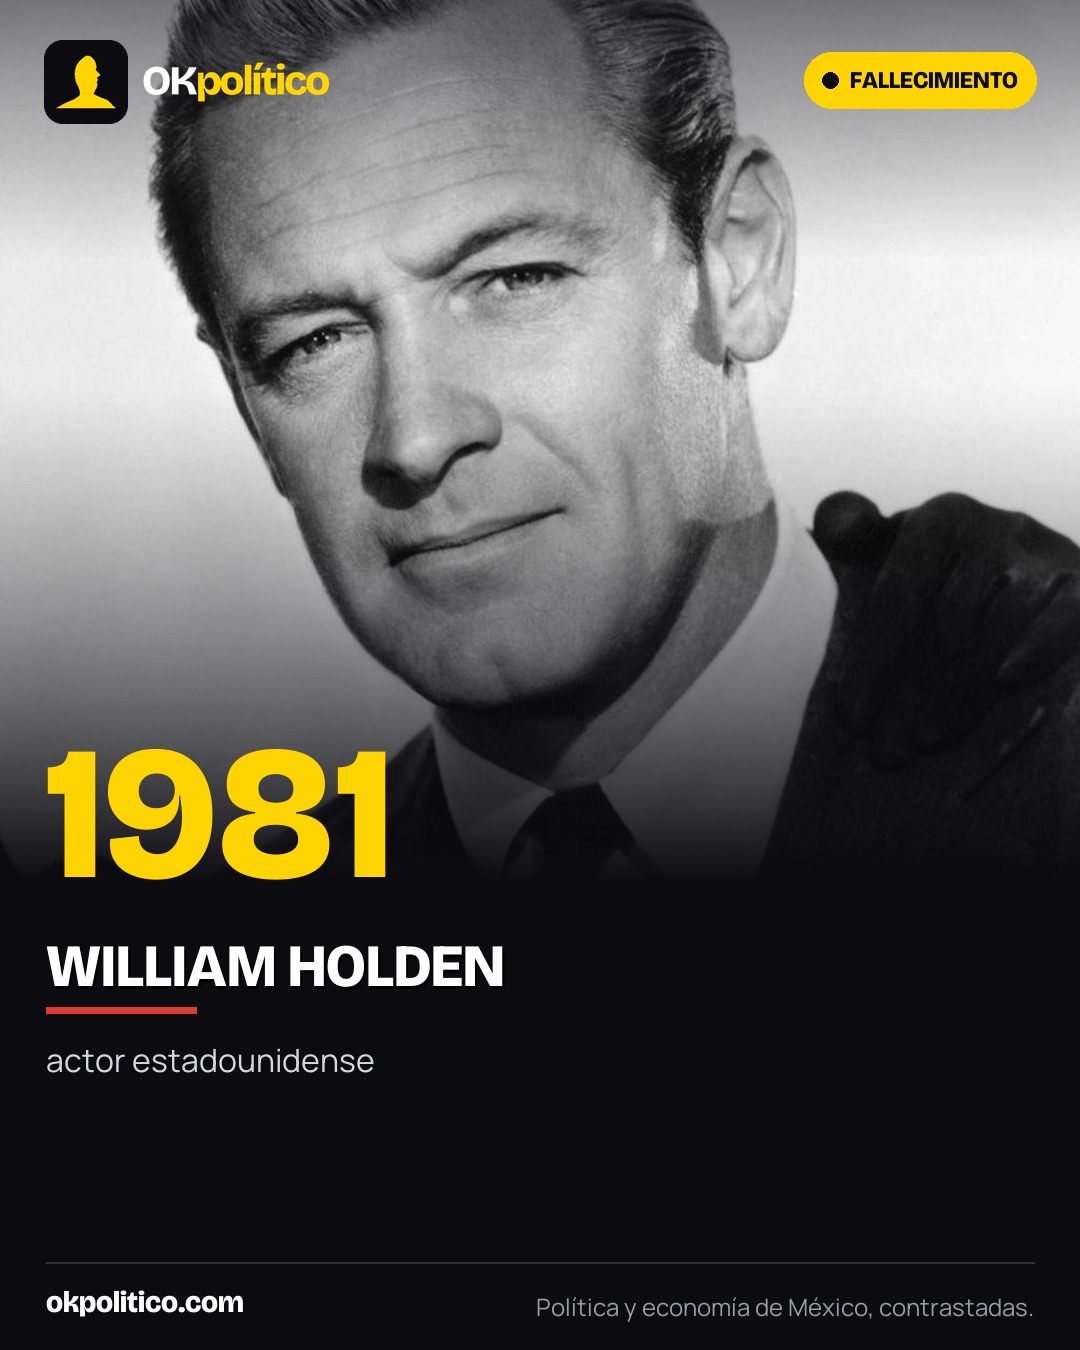 OKpolítico
FALLECIMIENTO
1981
WILLIAM HOLDEN
actor estadounidense
okpolitico.com
Política y economía de México, contrastadas.